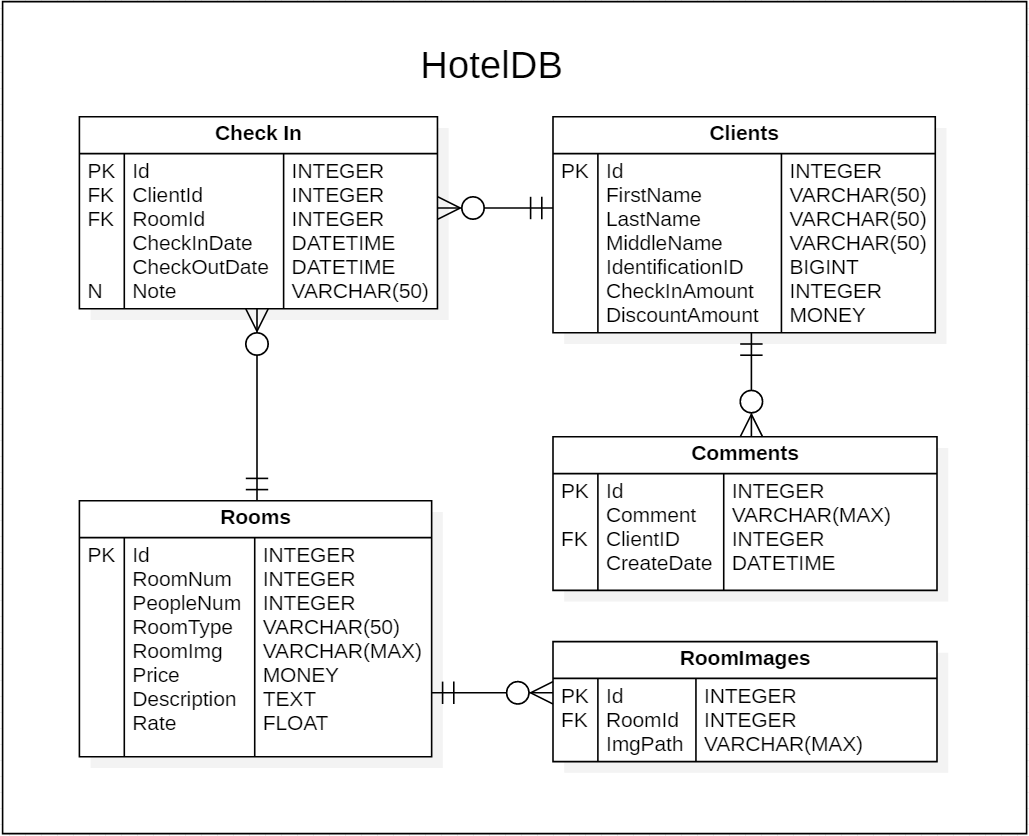 HotelDB
Check In
PK Id INTEGER
FK ClientId INTEGER
FK RoomId INTEGER
CheckInDate DATETIME
CheckOutDate DATETIME
N Note VARCHAR(50)
Clients
PK Id INTEGER
FirstName VARCHAR(50)
LastName VARCHAR(50)
MiddleName VARCHAR(50)
IdentificationID BIGINT
CheckInAmount INTEGER
DiscountAmount MONEY
Comments
PK Id INTEGER
Comment VARCHAR(MAX)
FK ClientID INTEGER
CreateDate DATETIME
Rooms
PK Id INTEGER
RoomNum INTEGER
PeopleNum INTEGER
RoomType VARCHAR(50)
RoomImg VARCHAR(MAX)
Price MONEY
Description TEXT
Rate FLOAT
RoomImages
PK Id INTEGER
FK RoomId INTEGER
ImgPath VARCHAR(MAX)